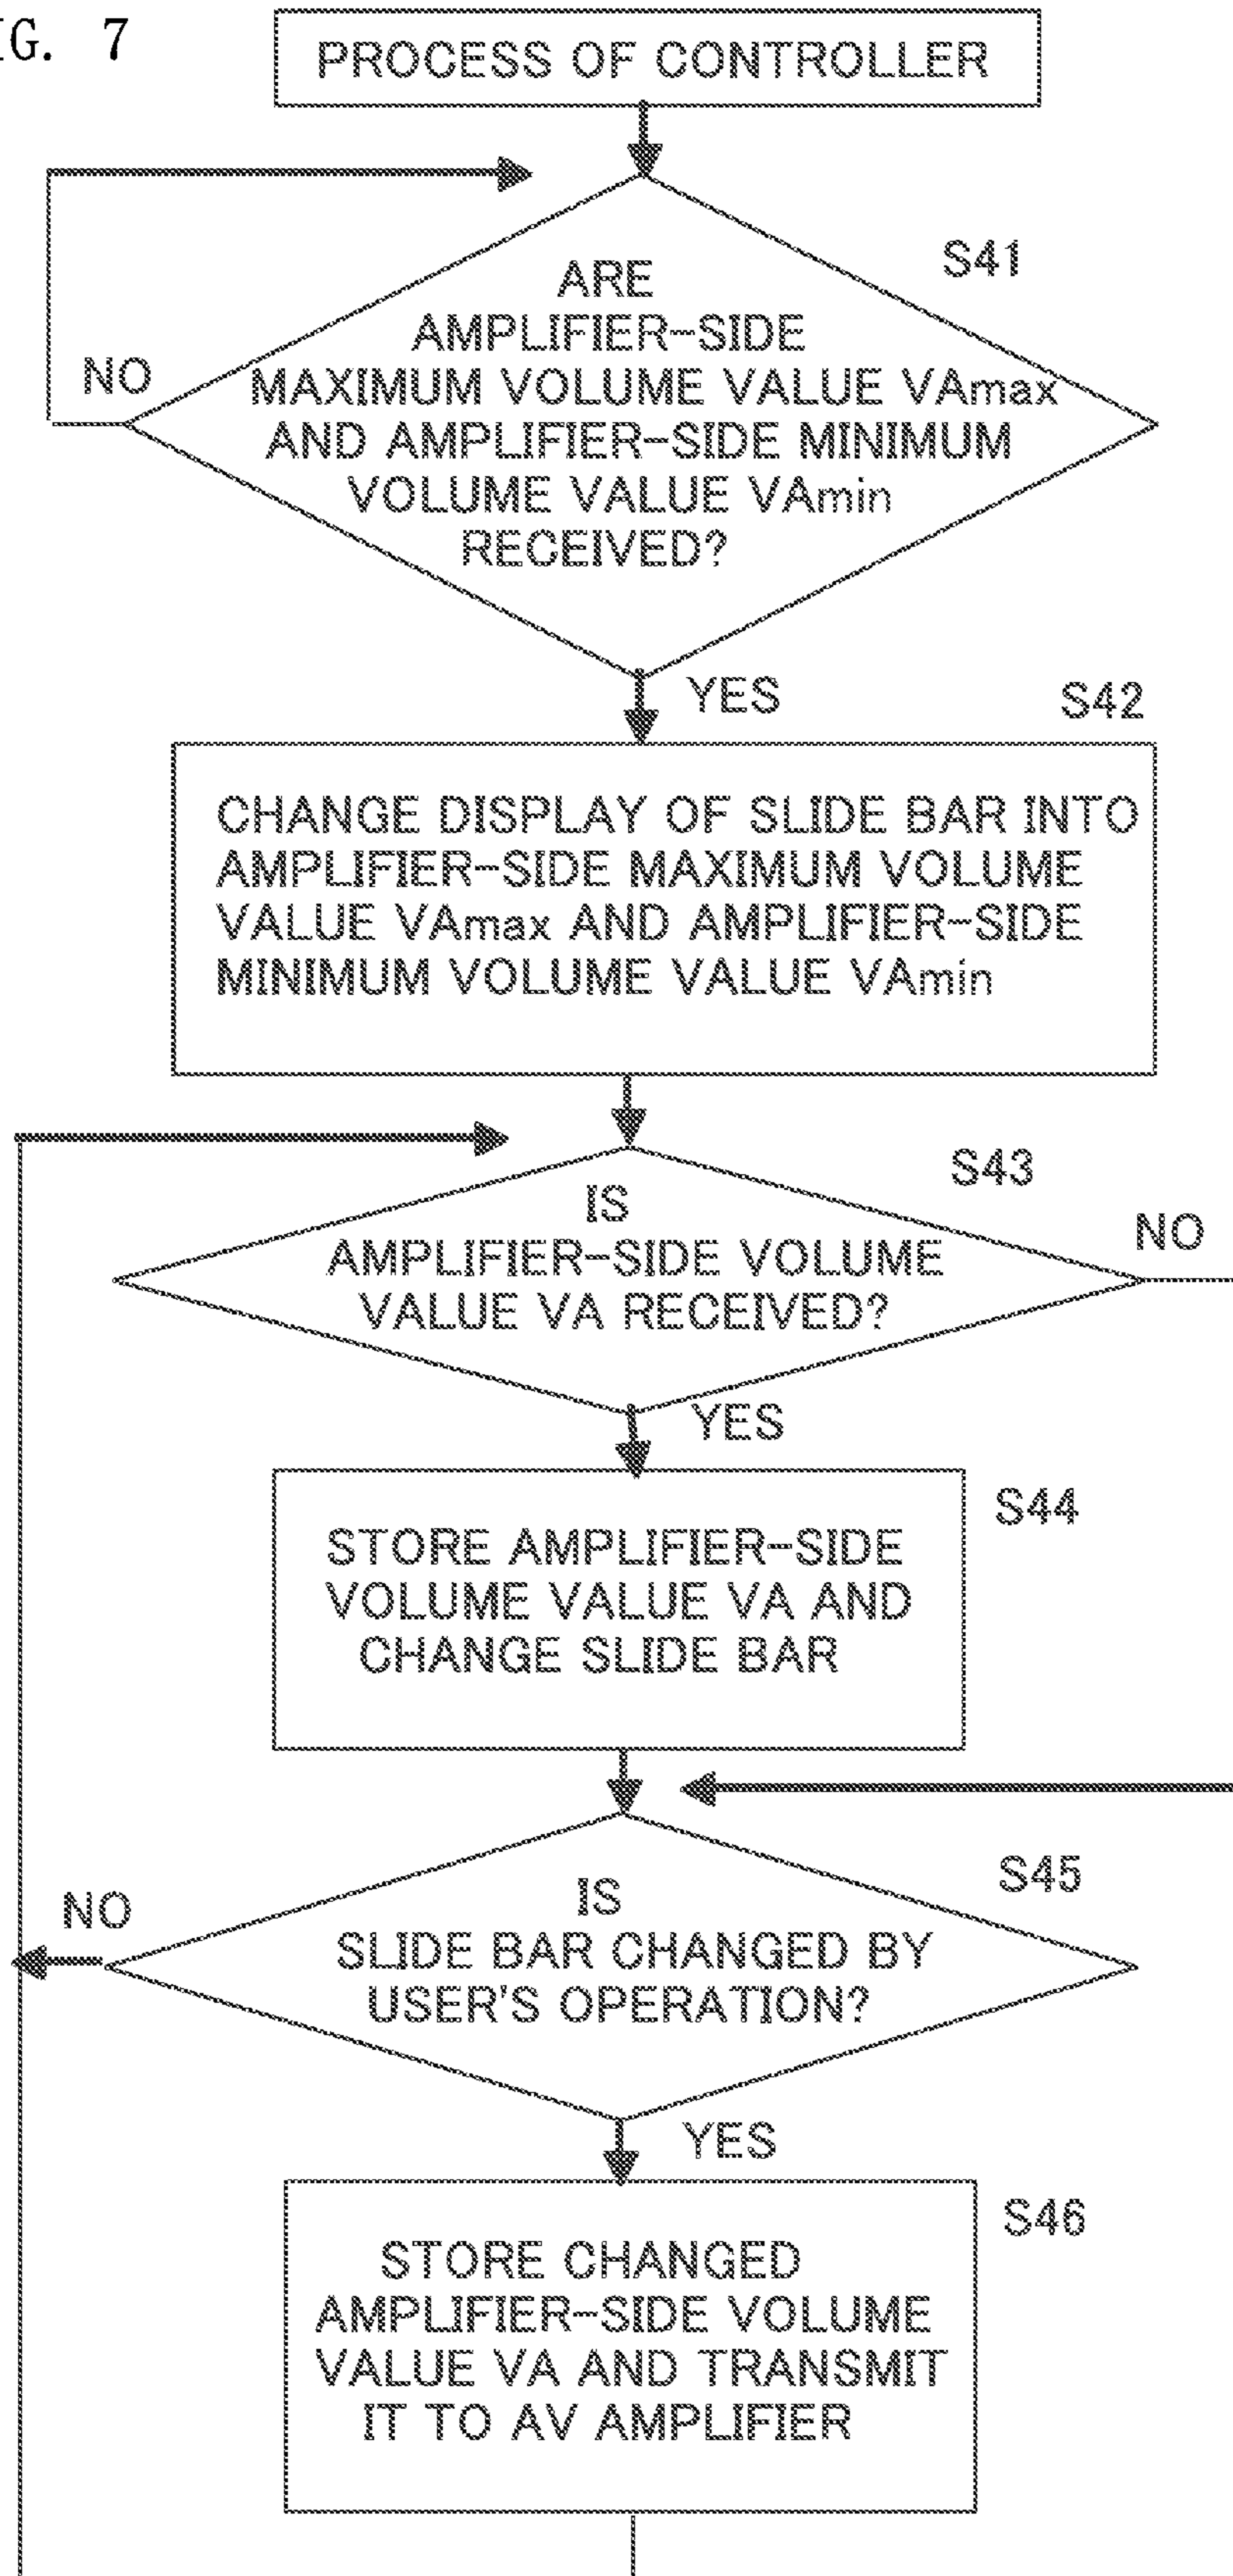 IG. 7
PROCESS OF CONTROLLER
S41
ARE
AMPLIFIER-SIDE
MAXIMUM VOLUME VALUE VAmax
AND AMPLIFIER-SIDE MINIMUM
VOLUME VALUE VAmin
RECEIVED?
NO
YES
S42
CHANGE DISPLAY OF SLIDE BAR INTO
AMPLIFIER-SIDE MAXIMUM VOLUME
VALUE VAmax AND AMPLIFIER-SIDE
MINIMUM VOLUME VALUE VAmin
S43
IS
AMPLIFIER-SIDE VOLUME
VALUE VA RECEIVED?
NO
YES
S44
STORE AMPLIFIER-SIDE
VOLUME VALUE VA AND
CHANGE SLIDE BAR
S45
IS
SLIDE BAR CHANGED BY
USER'S OPERATION?
NO
YES
S46
STORE CHANGED
AMPLIFIER-SIDE VOLUME
VALUE VA AND TRANSMIT
IT TO AV AMPLIFIER